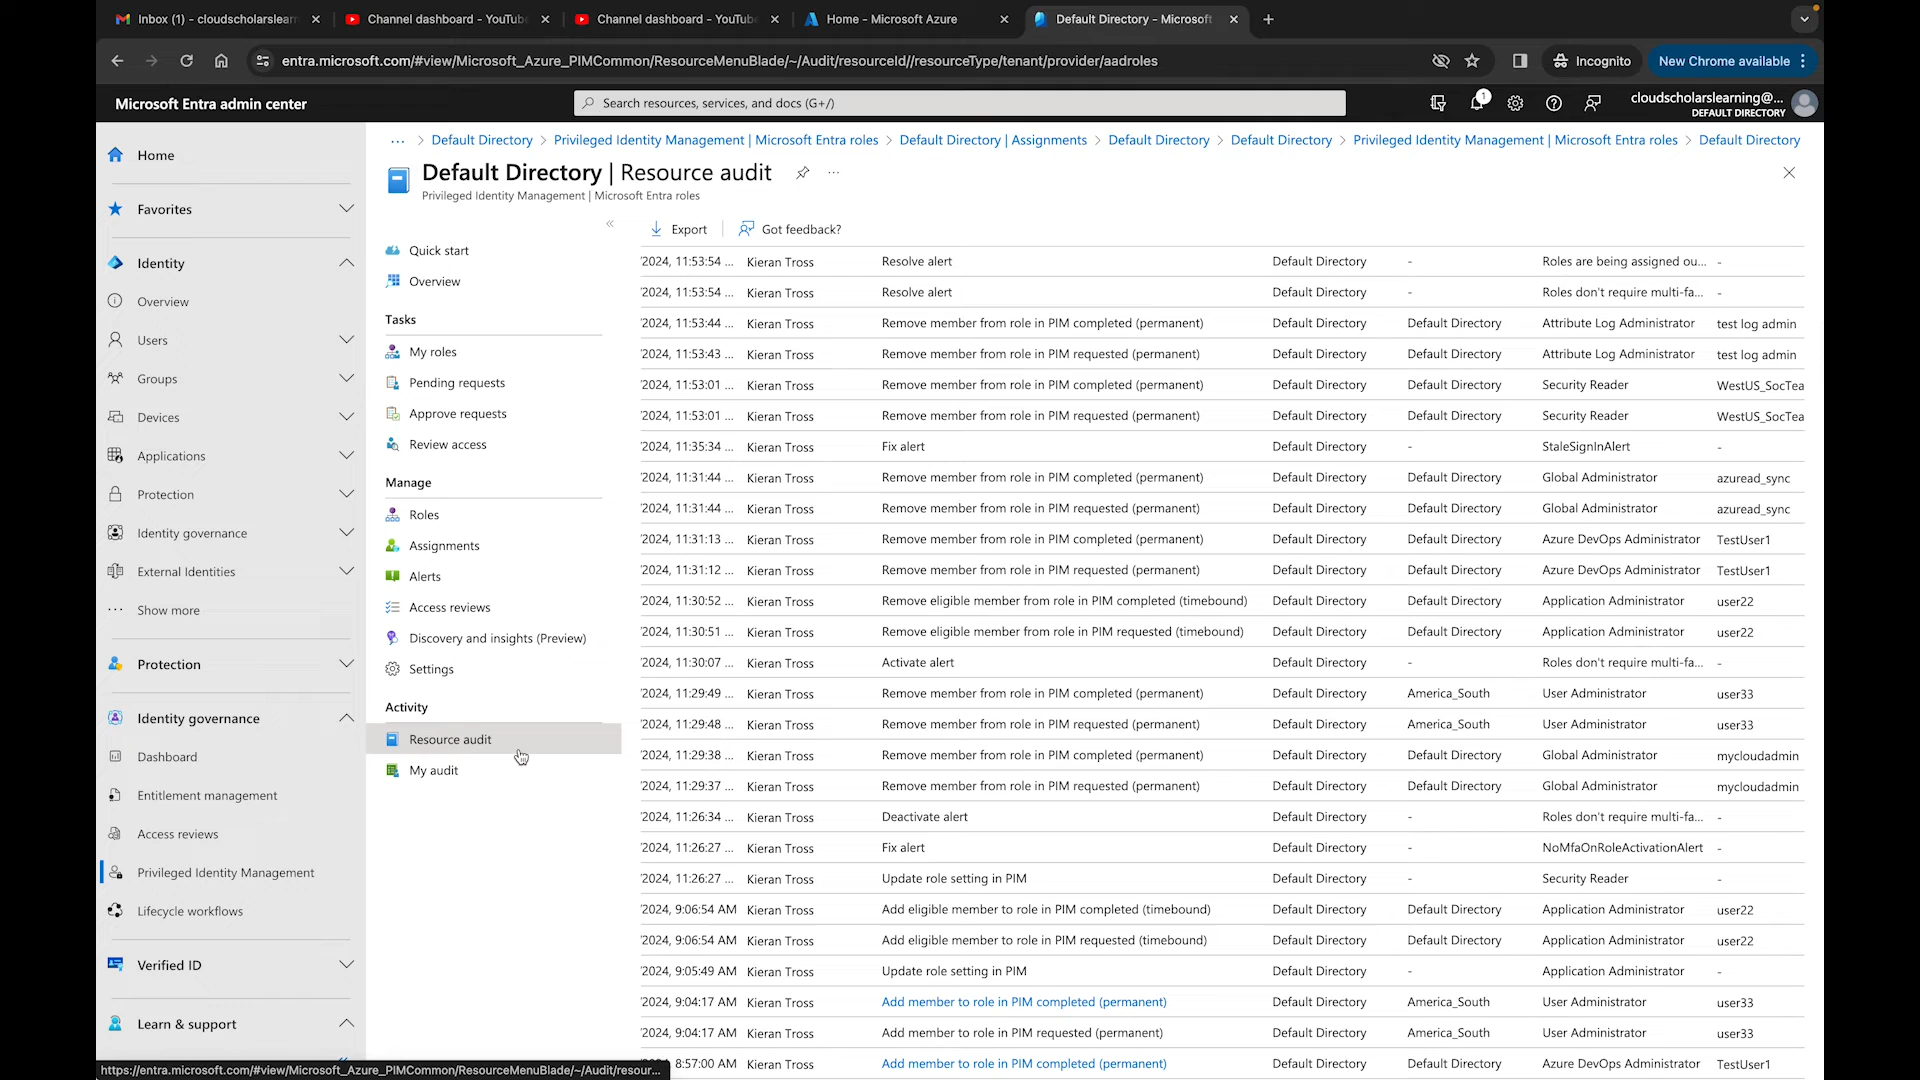 Inbox (1) - cloudscholarslearn
Channel dashboard - YouTube
Channel dashboard - YouTube
Home - Microsoft Azure
Default Directory - Microsoft
entra.microsoft.com/#view/Microsoft_Azure_PIMCommon/ResourceMenuBlade/~/Audit/resourceId//resourceType/tenant/provider/aadroles
Incognito
New Chrome available
Microsoft Entra admin center
Search resources, services, and docs (G+/)
1
cloudscholarslearning@...
DEFAULT DIRECTORY
Home
Favorites
Identity
Overview
Users
Groups
Devices
Applications
Protection
Identity governance
External Identities
... Show more
Protection
Identity governance
Dashboard
Entitlement management
Access reviews
Privileged Identity Management
Lifecycle workflows
Verified ID
Learn & support
https://entra.microsoft.com/#view/Microsoft_Azure_PIMCommon/ResourceMenuBlade/~/Audit/resour...
... > Default Directory > Privileged Identity Management | Microsoft Entra roles > Default Directory | Assignments > Default Directory > Default Directory > Privileged Identity Management | Microsoft Entra roles > Default Directory
Default Directory | Resource audit ...
Privileged Identity Management | Microsoft Entra roles
Quick start
Overview
Tasks
My roles
Pending requests
Approve requests
Review access
Manage
Roles
Assignments
Alerts
Access reviews
Discovery and insights (Preview)
Settings
Activity
Resource audit
My audit
Export
Got feedback?
'2024, 11:53:54 ... Kieran Tross Resolve alert Default Directory - Roles are being assigned ou... -
'2024, 11:53:54 ... Kieran Tross Resolve alert Default Directory - Roles don't require multi-fa... -
'2024, 11:53:44 ... Kieran Tross Remove member from role in PIM completed (permanent) Default Directory Default Directory Attribute Log Administrator test log admin
'2024, 11:53:43 ... Kieran Tross Remove member from role in PIM requested (permanent) Default Directory Default Directory Attribute Log Administrator test log admin
'2024, 11:53:01 ... Kieran Tross Remove member from role in PIM completed (permanent) Default Directory Default Directory Security Reader WestUS_SocTea
'2024, 11:53:01 ... Kieran Tross Remove member from role in PIM requested (permanent) Default Directory Default Directory Security Reader WestUS_SocTea
'2024, 11:35:34 ... Kieran Tross Fix alert Default Directory - StaleSignInAlert -
'2024, 11:31:44 ... Kieran Tross Remove member from role in PIM completed (permanent) Default Directory Default Directory Global Administrator azuread_sync
'2024, 11:31:44 ... Kieran Tross Remove member from role in PIM requested (permanent) Default Directory Default Directory Global Administrator azuread_sync
'2024, 11:31:13 ... Kieran Tross Remove member from role in PIM completed (permanent) Default Directory Default Directory Azure DevOps Administrator TestUser1
'2024, 11:31:12 ... Kieran Tross Remove member from role in PIM requested (permanent) Default Directory Default Directory Azure DevOps Administrator TestUser1
'2024, 11:30:52 ... Kieran Tross Remove eligible member from role in PIM completed (timebound) Default Directory Default Directory Application Administrator user22
'2024, 11:30:51 ... Kieran Tross Remove eligible member from role in PIM requested (timebound) Default Directory Default Directory Application Administrator user22
'2024, 11:30:07 ... Kieran Tross Activate alert Default Directory - Roles don't require multi-fa... -
'2024, 11:29:49 ... Kieran Tross Remove member from role in PIM completed (permanent) Default Directory America_South User Administrator user33
'2024, 11:29:48 ... Kieran Tross Remove member from role in PIM requested (permanent) Default Directory America_South User Administrator user33
'2024, 11:29:38 ... Kieran Tross Remove member from role in PIM completed (permanent) Default Directory Default Directory Global Administrator mycloudadmin
'2024, 11:29:37 ... Kieran Tross Remove member from role in PIM requested (permanent) Default Directory Default Directory Global Administrator mycloudadmin
'2024, 11:26:34 ... Kieran Tross Deactivate alert Default Directory - Roles don't require multi-fa... -
'2024, 11:26:27 ... Kieran Tross Fix alert Default Directory - NoMfaOnRoleActivationAlert -
'2024, 11:26:27 ... Kieran Tross Update role setting in PIM Default Directory - Security Reader -
'2024, 9:06:54 AM Kieran Tross Add eligible member to role in PIM completed (timebound) Default Directory Default Directory Application Administrator user22
'2024, 9:06:54 AM Kieran Tross Add eligible member to role in PIM requested (timebound) Default Directory Default Directory Application Administrator user22
'2024, 9:05:49 AM Kieran Tross Update role setting in PIM Default Directory - Application Administrator -
'2024, 9:04:17 AM Kieran Tross Add member to role in PIM completed (permanent) Default Directory America_South User Administrator user33
'2024, 9:04:17 AM Kieran Tross Add member to role in PIM requested (permanent) Default Directory America_South User Administrator user33
8:57:00 AM Kieran Tross Add member to role in PIM completed (permanent) Default Directory Default Directory Azure DevOps Administrator TestUser1